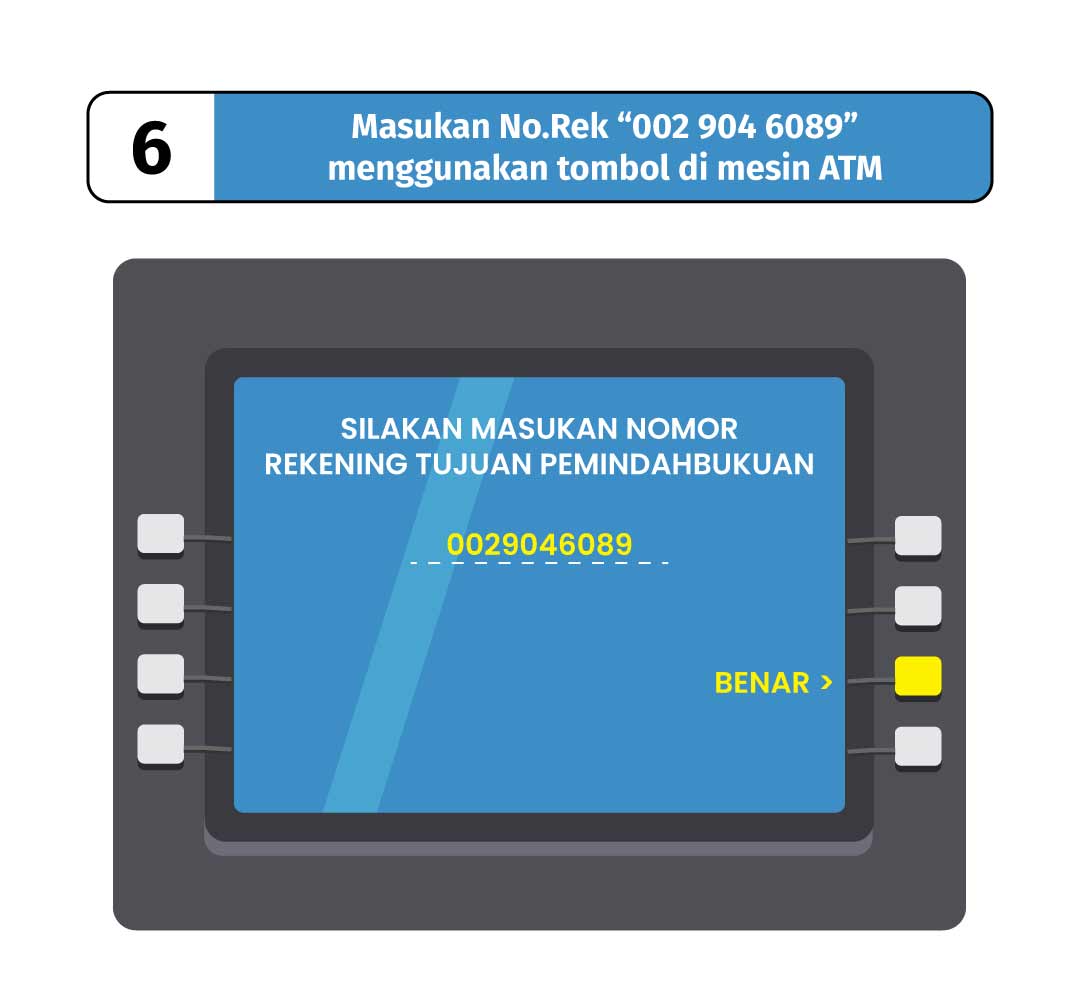 6
Masukan No.Rek “002 904 6089”
menggunakan tombol di mesin ATM
SILAKAN MASUKAN NOMOR
REKENING TUJUAN PEMINDAHBUKUAN
0029046089
BENAR >